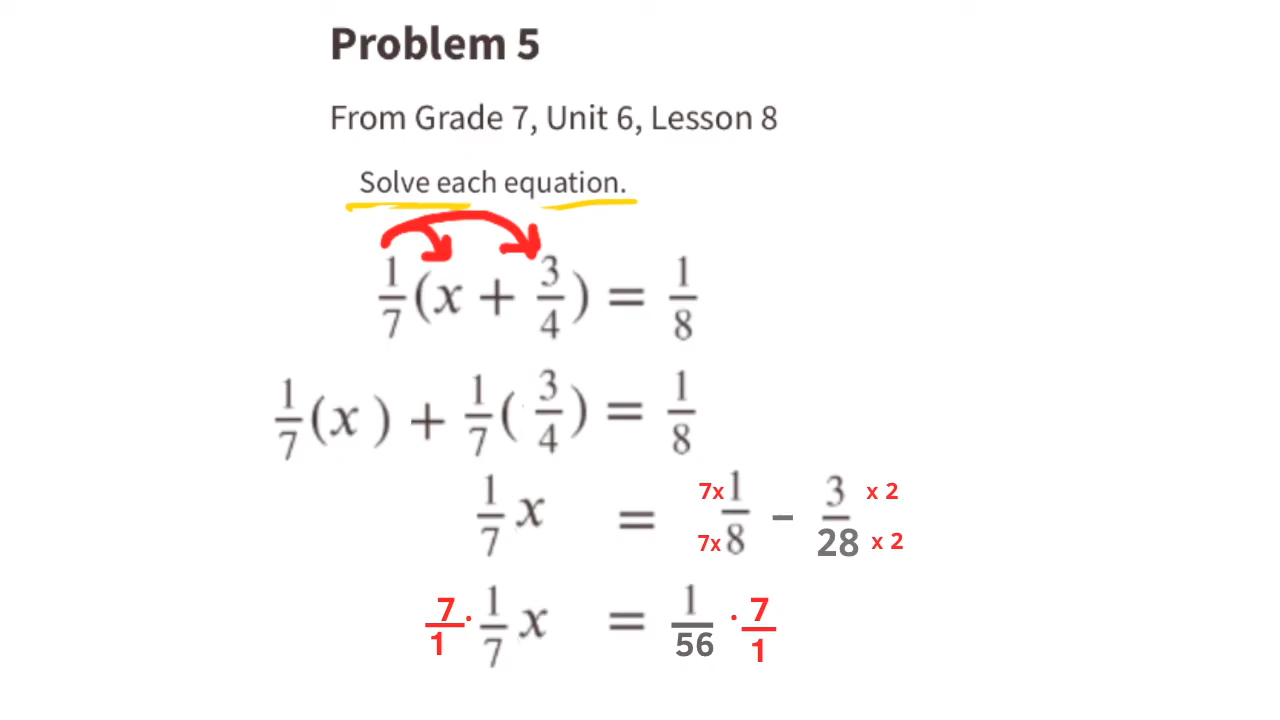 Problem 5
From Grade 7, Unit 6, Lesson 8
Solve each equation.
1/7(x + 3/4) = 1/8
1/7(x) + 1/7(3/4) = 1/8
1/7 x = 7x 1/7x 8 - 3/28 x 2 x 2
7/1 · 1/7 x = 1/56 · 7/1